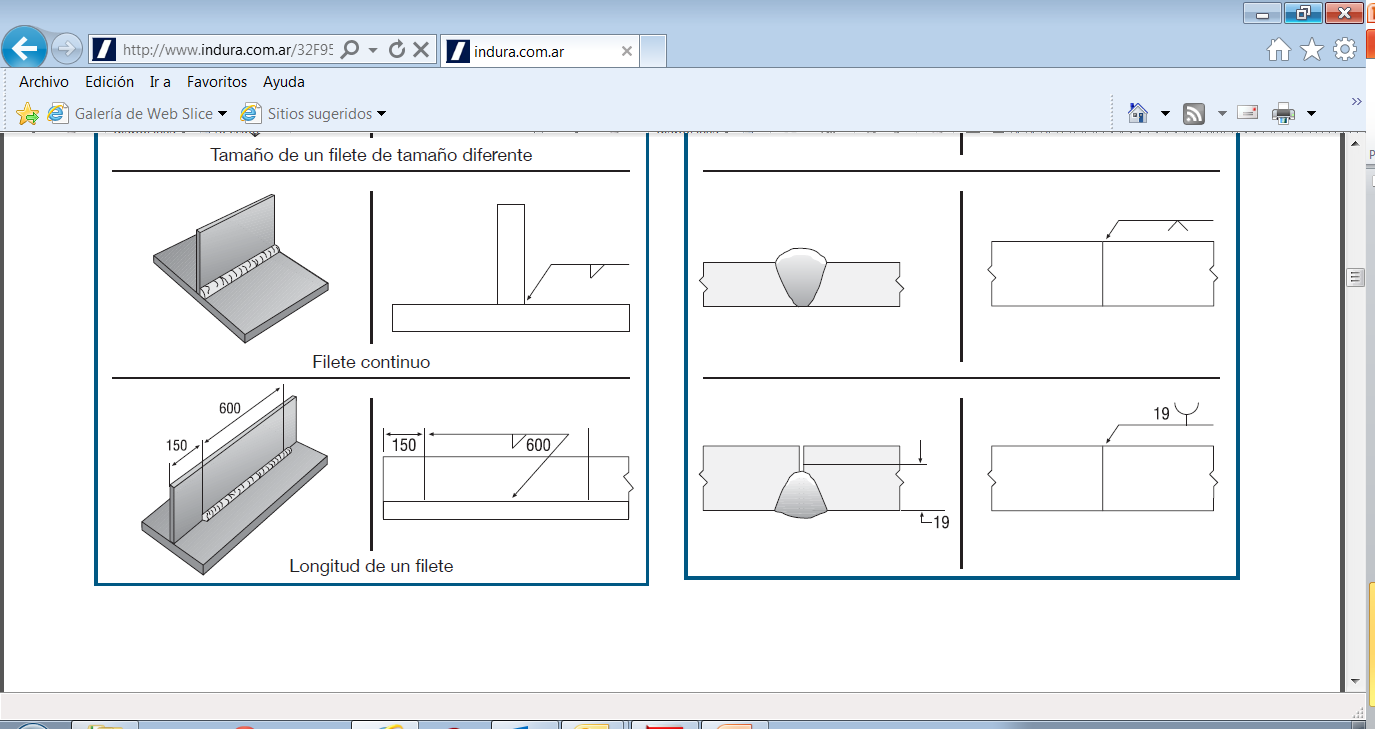 http://www.indura.com.ar/32F95
indura.com.ar
Archivo Edición Ir a Favoritos Ayuda
Galería de Web Slice
Sitios sugeridos
Tamaño de un filete de tamaño diferente
Filete continuo
600
150
150
600
Longitud de un filete
19
19